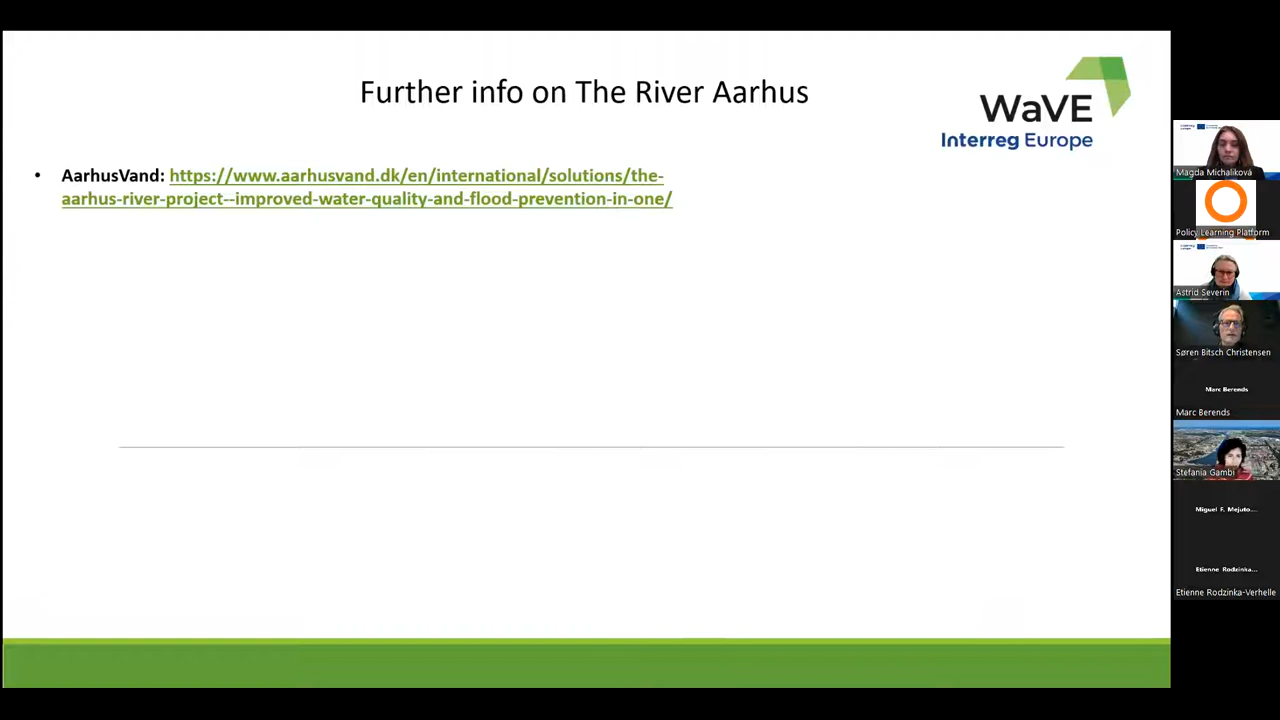 Further info on The River Aarhus
WaVE
Interreg Europe
• AarhusVand: https://www.aarhusvand.dk/en/international/solutions/the-
aarhus-river-project--improved-water-quality-and-flood-prevention-in-one/
Magda Michaliková
Policy Learning Platform
Astrid Severin
Søren Bitsch Christensen
Marc Berends
Marc Berends
Stefania Gambi
Miguel F. Mejuto...
Etienne Rodzinka...
Etienne Rodzinka-Verhelle